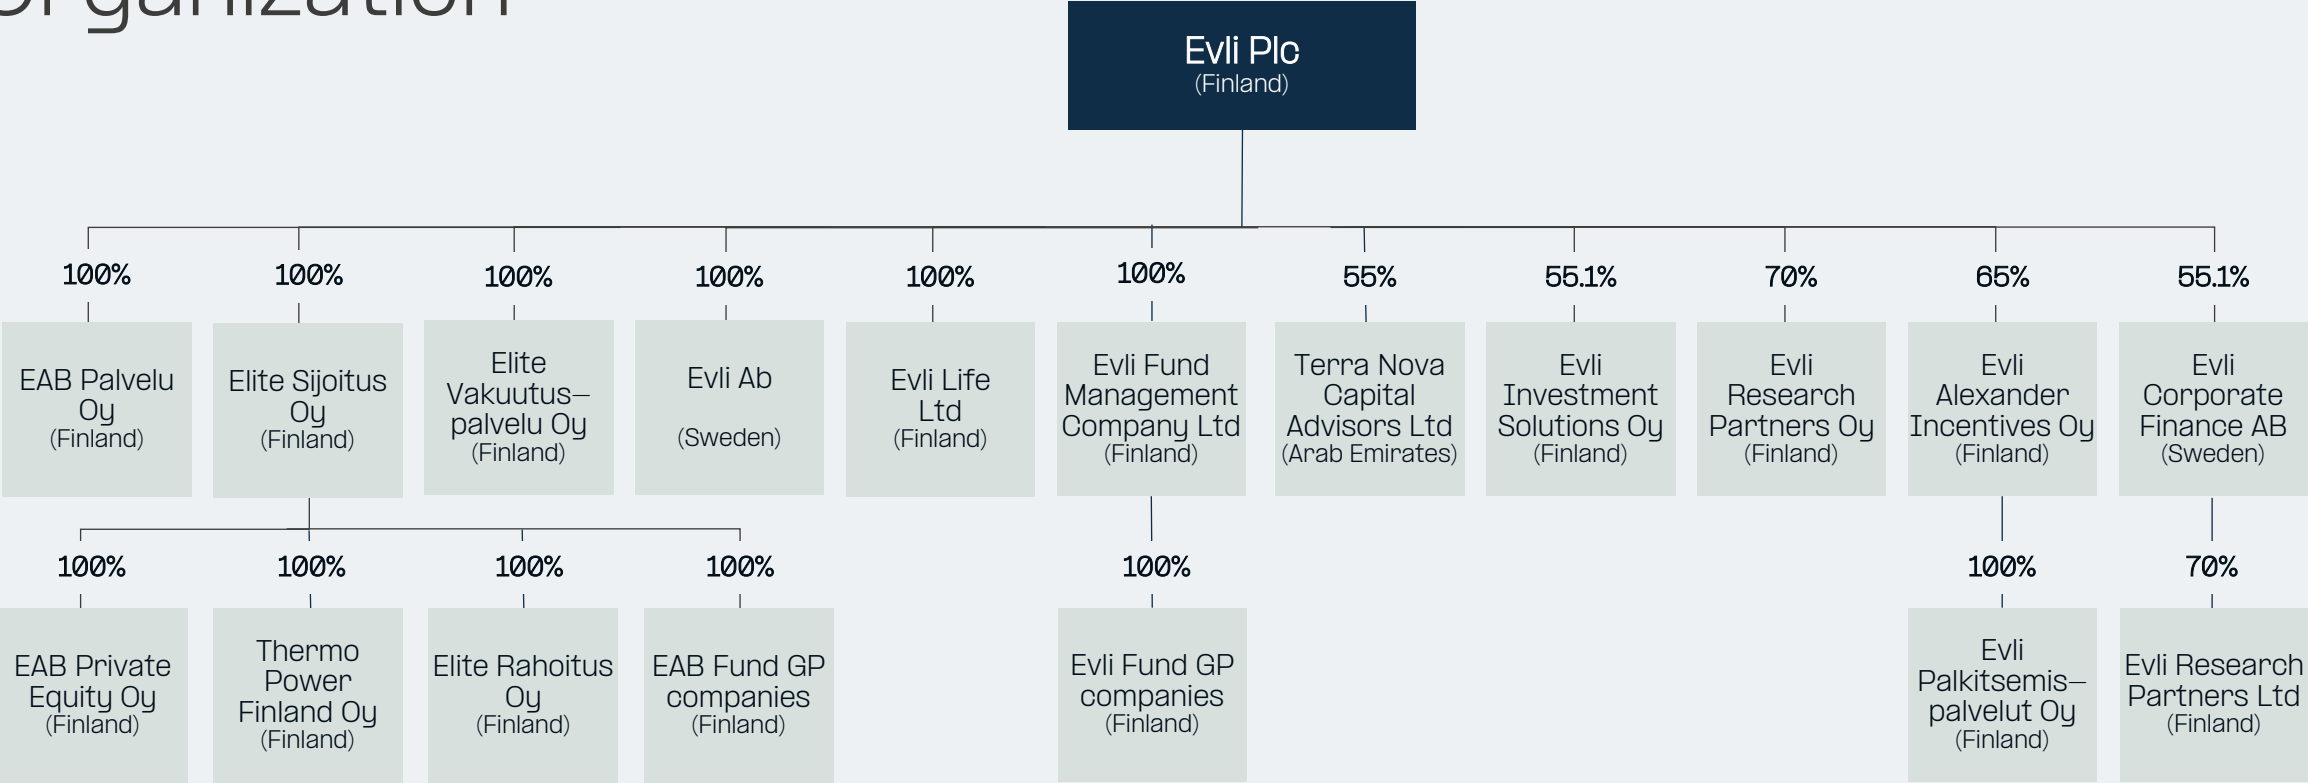 organization
Evli Plc
(Finland)
100%
100%
100%
100%
100%
100%
55%
55.1%
70%
65%
55.1%
EAB Palvelu
Oy
(Finland)
Elite Sijoitus
Oy
(Finland)
Elite
Vakuutus–
palvelu Oy
(Finland)
Evli Ab
(Sweden)
Evli Life
Ltd
(Finland)
Evli Fund
Management
Company Ltd
(Finland)
Terra Nova
Capital
Advisors Ltd
(Arab Emirates)
Evli
Investment
Solutions Oy
(Finland)
Evli
Research
Partners Oy
(Finland)
Evli
Alexander
Incentives Oy
(Finland)
Evli
Corporate
Finance AB
(Sweden)
100%
100%
100%
100%
100%
100%
70%
EAB Private
Equity Oy
(Finland)
Thermo
Power
Finland Oy
(Finland)
Elite Rahoitus
Oy
(Finland)
EAB Fund GP
companies
(Finland)
Evli Fund GP
companies
(Finland)
Evli
Palkitsemis–
palvelut Oy
(Finland)
Evli Research
Partners Ltd
(Finland)